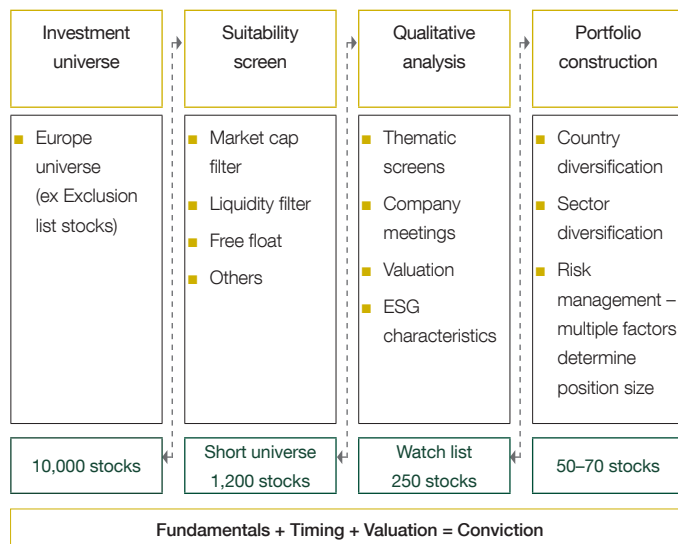 Investment
universe
Suitability
screen
Qualitative
analysis
Portfolio
construction
Europe
universe
(ex Exclusion
list stocks)
Market cap
filter
Liquidity filter
Free float
Others
Thematic
screens
Company
meetings
Valuation
ESG
characteristics
Country
diversification
Sector
diversification
Risk
management –
multiple factors
determine
position size
10,000 stocks
Short universe
1,200 stocks
Watch list
250 stocks
50–70 stocks
Fundamentals + Timing + Valuation = Conviction